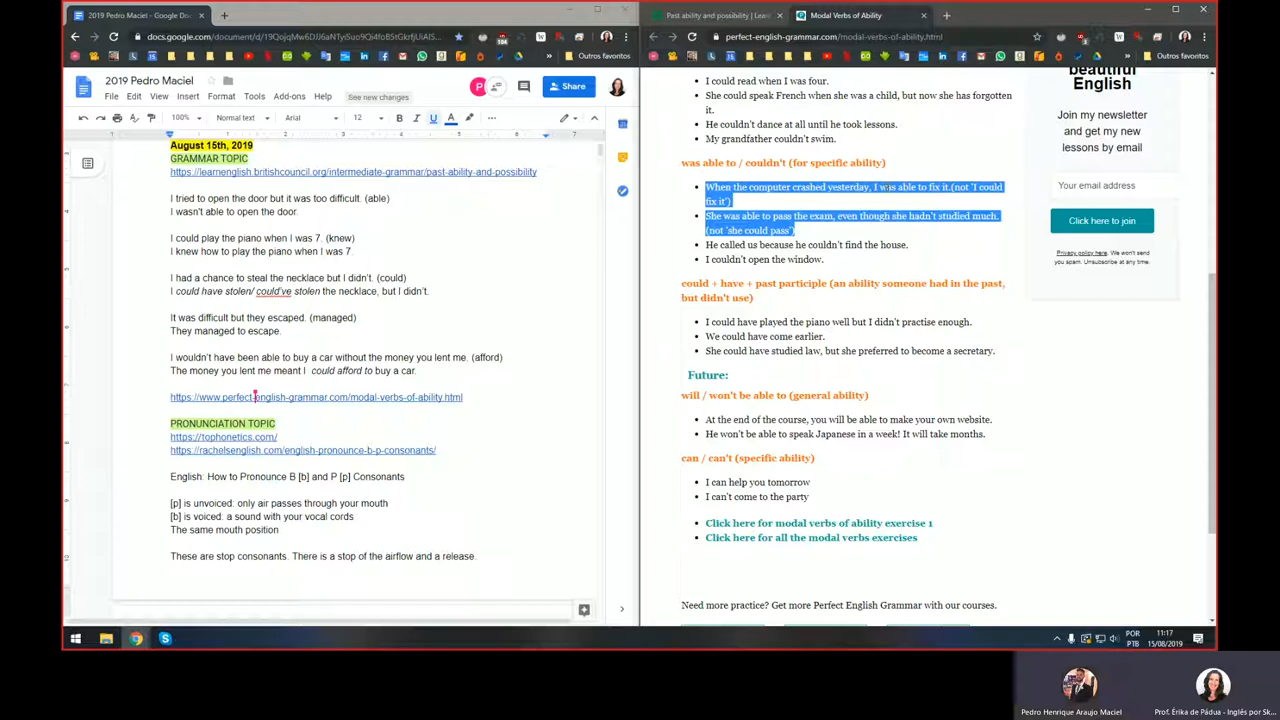 2019 Pedro Maciel - Google Doc
docs.google.com/document/d/
Outros favoritos
2019 Pedro Maciel
File Edit View Insert Format Tools Add-ons Help See new changes
Share
100% Normal text Arial 12
August 15th, 2019
GRAMMAR TOPIC
https://learnenglish.britishcouncil.org/intermediate-grammar/past-ability-and-possibility
I tried to open the door but it was too difficult. (able)
I wasn't able to open the door.
I could play the piano when I was 7. (knew)
I knew how to play the piano when I was 7.
I had a chance to steal the necklace but I didn't. (could)
I could have stolen/ could've stolen the necklace, but I didn't.
It was difficult but they escaped. (managed)
They managed to escape.
I wouldn't have been able to buy a car without the money you lent me. (afford)
The money you lent me meant I could afford to buy a car.
https://www.perfect-english-grammar.com/modal-verbs-of-ability.html
PRONUNCIATION TOPIC
https://tophonetics.com/
https://rachelsenglish.com/english-pronounce-b-p-consonants/
English: How to Pronounce B [b] and P [p] Consonants
[p] is unvoiced: only air passes through your mouth
[b] is voiced: a sound with your vocal cords
The same mouth position
These are stop consonants. There is a stop of the airflow and a release.
Past ability and possibility | Learn
Modal Verbs of Ability
perfect-english-grammar.com/modal-verbs-of-ability.html
Outros favoritos
I could read when I was four.
She could speak French when she was a child, but now she has forgotten
it.
He couldn't dance at all until he took lessons.
My grandfather couldn't swim.
was able to / couldn't (for specific ability)
When the computer crashed yesterday, I was able to fix it.(not 'I could
fix it')
She was able to pass the exam, even though she hadn't studied much.
(not 'she could pass')
He called us because he couldn't find the house.
I couldn't open the window.
could + have + past participle (an ability someone had in the past,
but didn't use)
I could have played the piano well but I didn't practise enough.
We could have come earlier.
She could have studied law, but she preferred to become a secretary.
Future:
will / won't be able to (general ability)
At the end of the course, you will be able to make your own website.
He won't be able to speak Japanese in a week! It will take months.
can / can't (specific ability)
I can help you tomorrow
I can't come to the party
Click here for modal verbs of ability exercise 1
Click here for all the modal verbs exercises
Need more practice? Get more Perfect English Grammar with our courses.
beautiful
English
Join my newsletter
and get my new
lessons by email
Email address
Click here to join
Privacy policy here. We won't send
you spam. Unsubscribe at any time.
POR
PTB
11:17
15/08/2019
Pedro Henrique Araujo Maciel
Prof. Érika de Pádua - Inglês por Sk...